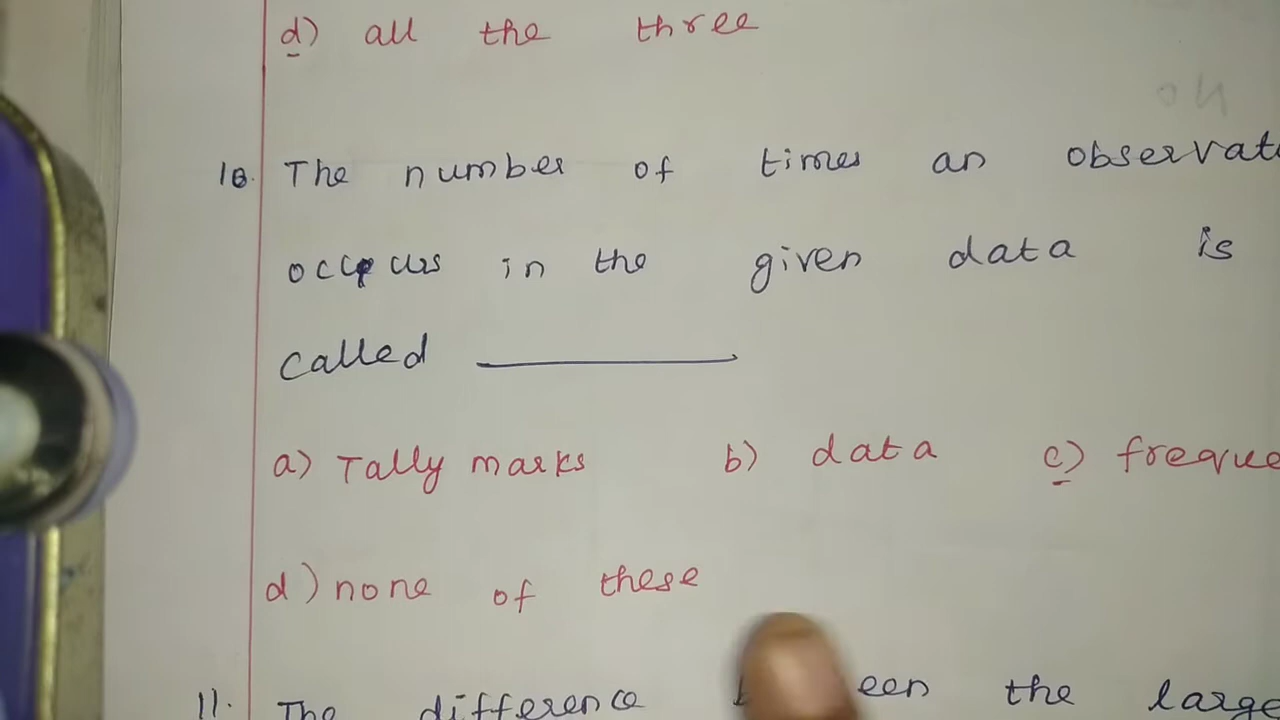 d) all the three
10. The number of times an observat
occurs in the given data is
called
a) Tally marks b) data c) freque
d) none of these
11. The difference een the large